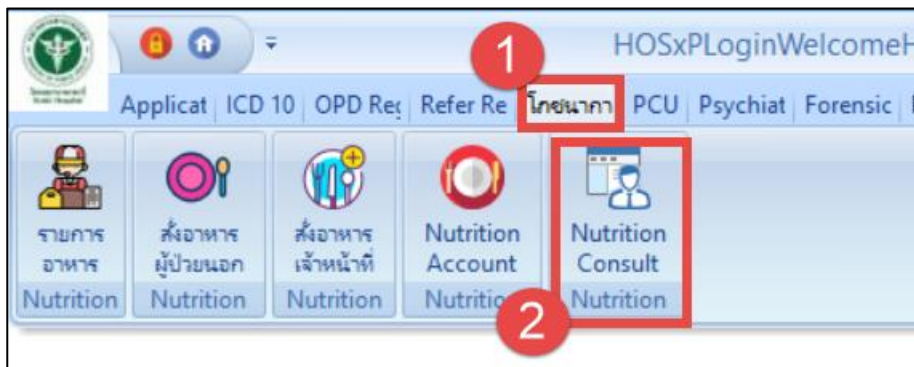 1
HOSxPLoginWelcomeH
Applicat ICD 10 OPD Reg Refer Re โภชนากา PCU Psychiat Forensic
รายการ
อาหาร
Nutrition
สั่งอาหาร
ผู้ป่วยนอก
Nutrition
สั่งอาหาร
เจ้าหน้าที่
Nutrition
Nutrition
Account
Nutrition
Nutrition
Consult
Nutrition
2